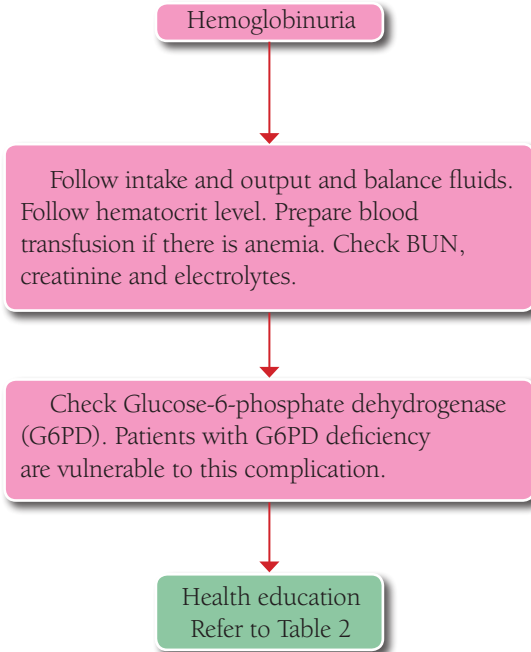 Hemoglobinuria
Follow intake and output and balance fluids.
Follow hematocrit level. Prepare blood
transfusion if there is anemia. Check BUN,
creatinine and electrolytes.
Check Glucose-6-phosphate dehydrogenase
(G6PD). Patients with G6PD deficiency
are vulnerable to this complication.
Health education
Refer to Table 2